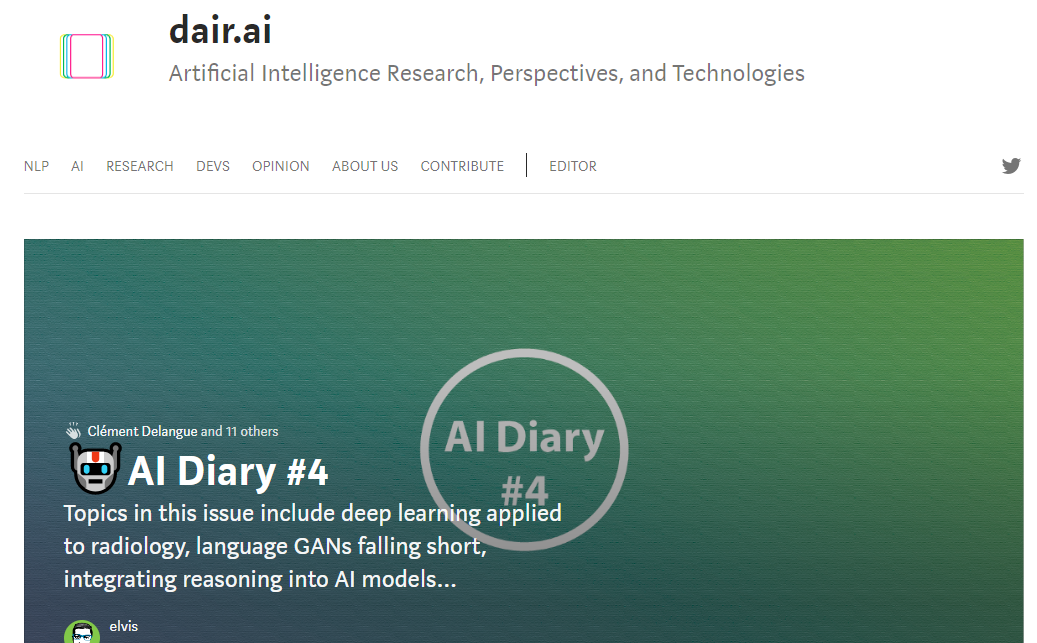 dair.ai
Artificial Intelligence Research, Perspectives, and Technologies
NLP AI RESEARCH DEVS OPINION ABOUT US CONTRIBUTE EDITOR
AI Diary
#4
Clément Delangue and 11 others
AI Diary #4
Topics in this issue include deep learning applied
to radiology, language GANs falling short,
integrating reasoning into AI models...
elvis